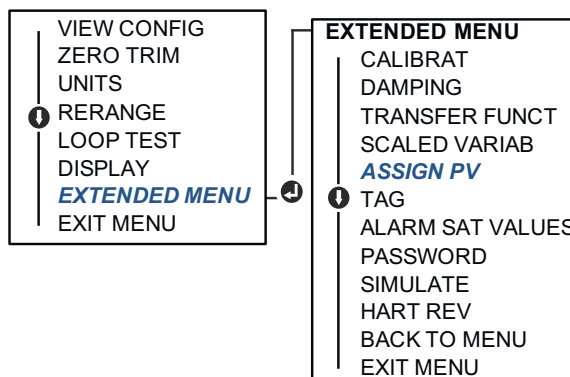 VIEW CONFIG
ZERO TRIM
UNITS
RERANGE
LOOP TEST
DISPLAY
EXTENDED MENU
EXIT MENU
EXTENDED MENU
CALIBRAT
DAMPING
TRANSFER FUNCT
SCALED VARIAB
ASSIGN PV
TAG
ALARM SAT VALUES
PASSWORD
SIMULATE
HART REV
BACK TO MENU
EXIT MENU